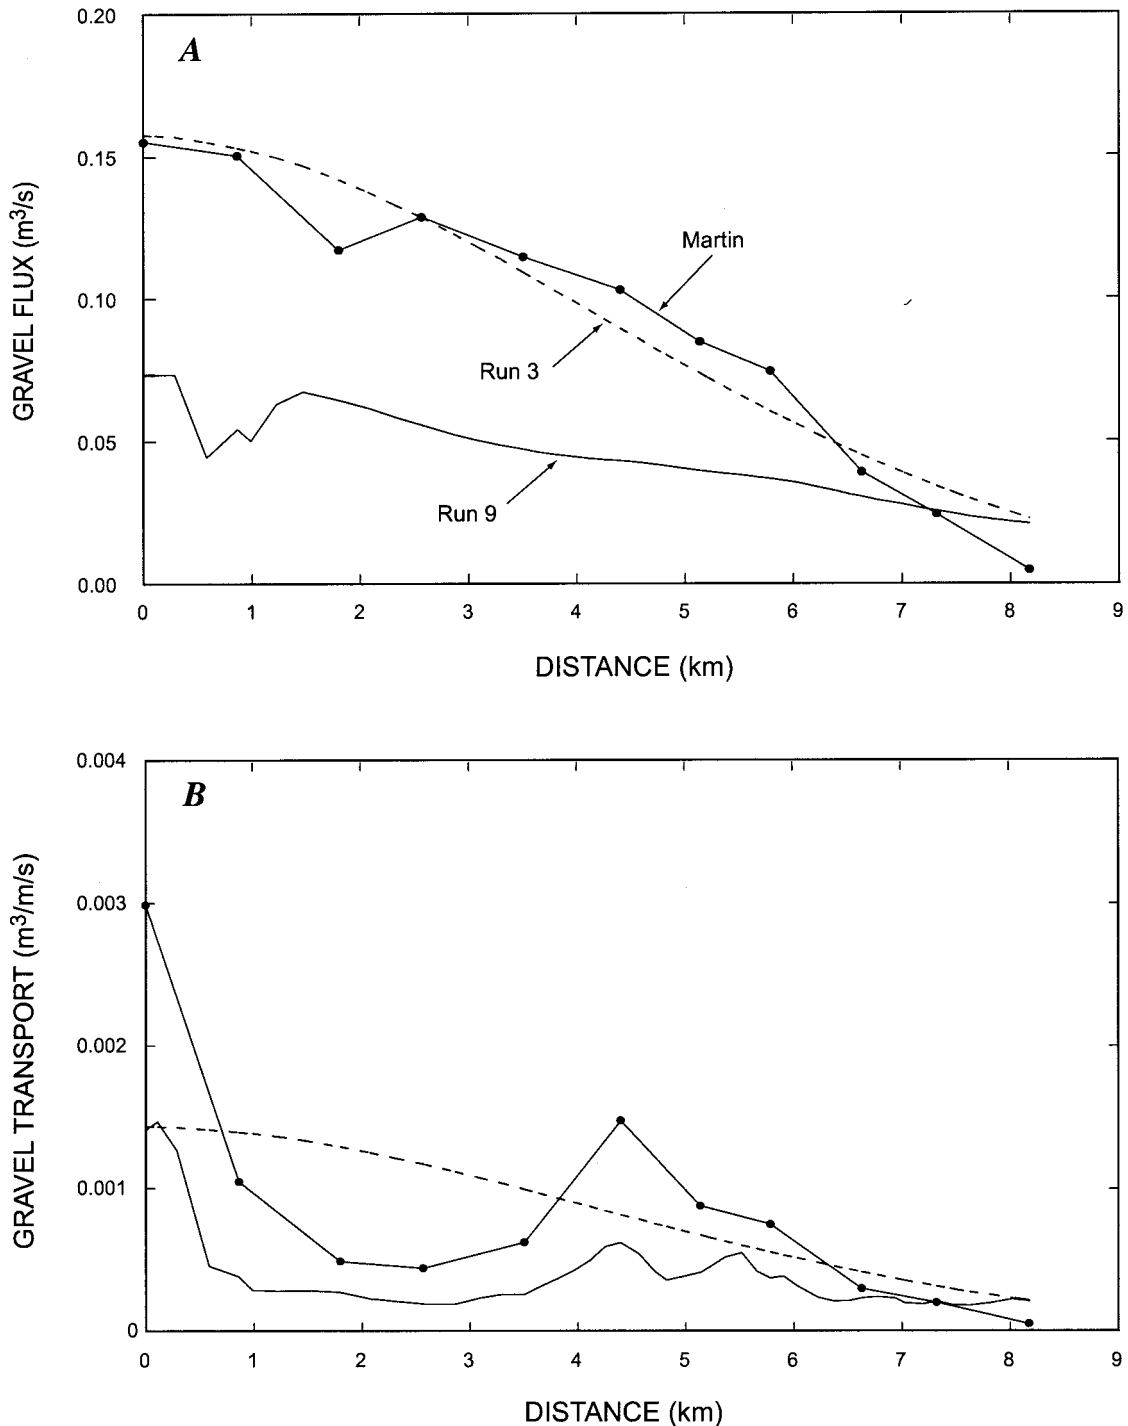 0.20
A
0.15
0.10
0.05
0.00
GRAVEL FLUX (m³/s)
Martin
Run 3
Run 9
0 1 2 3 4 5 6 7 8 9
DISTANCE (km)
0.004
B
0.003
0.002
0.001
0
GRAVEL TRANSPORT (m³/m/s)
0 1 2 3 4 5 6 7 8 9
DISTANCE (km)